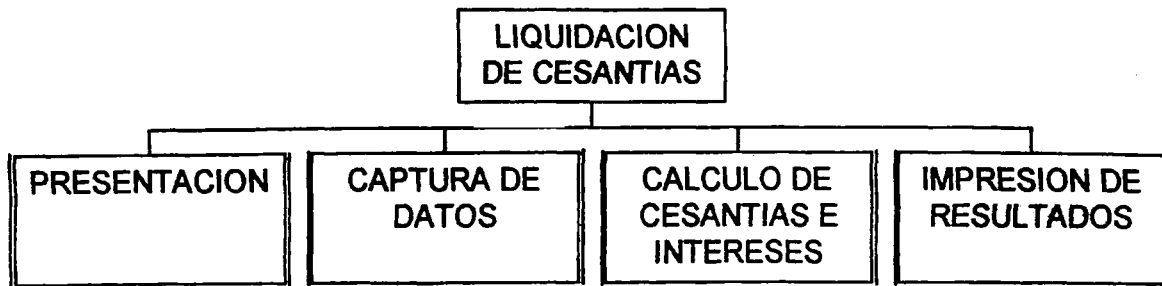 LIQUIDACION
DE CESANTIAS
PRESENTACION
CAPTURA DE
DATOS
CALCULO DE
CESANTIAS E
INTERESES
IMPRESION DE
RESULTADOS